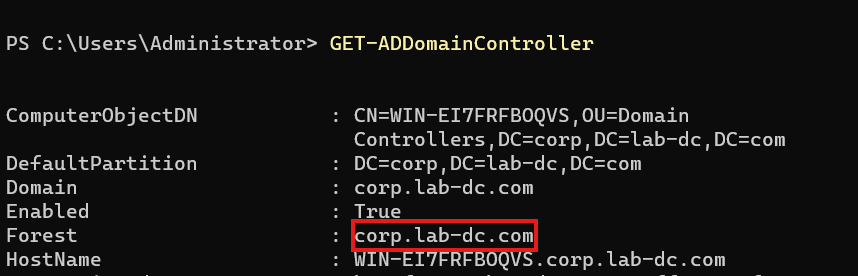 PS C:\Users\Administrator> GET-ADDomainController
ComputerObjectDN : CN=WIN-EI7FRFBOQVS,OU=Domain
Controllers,DC=corp,DC=lab-dc,DC=com
DefaultPartition : DC=corp,DC=lab-dc,DC=com
Domain : corp.lab-dc.com
Enabled : True
Forest : corp.lab-dc.com
HostName : WIN-EI7FRFBOQVS.corp.lab-dc.com